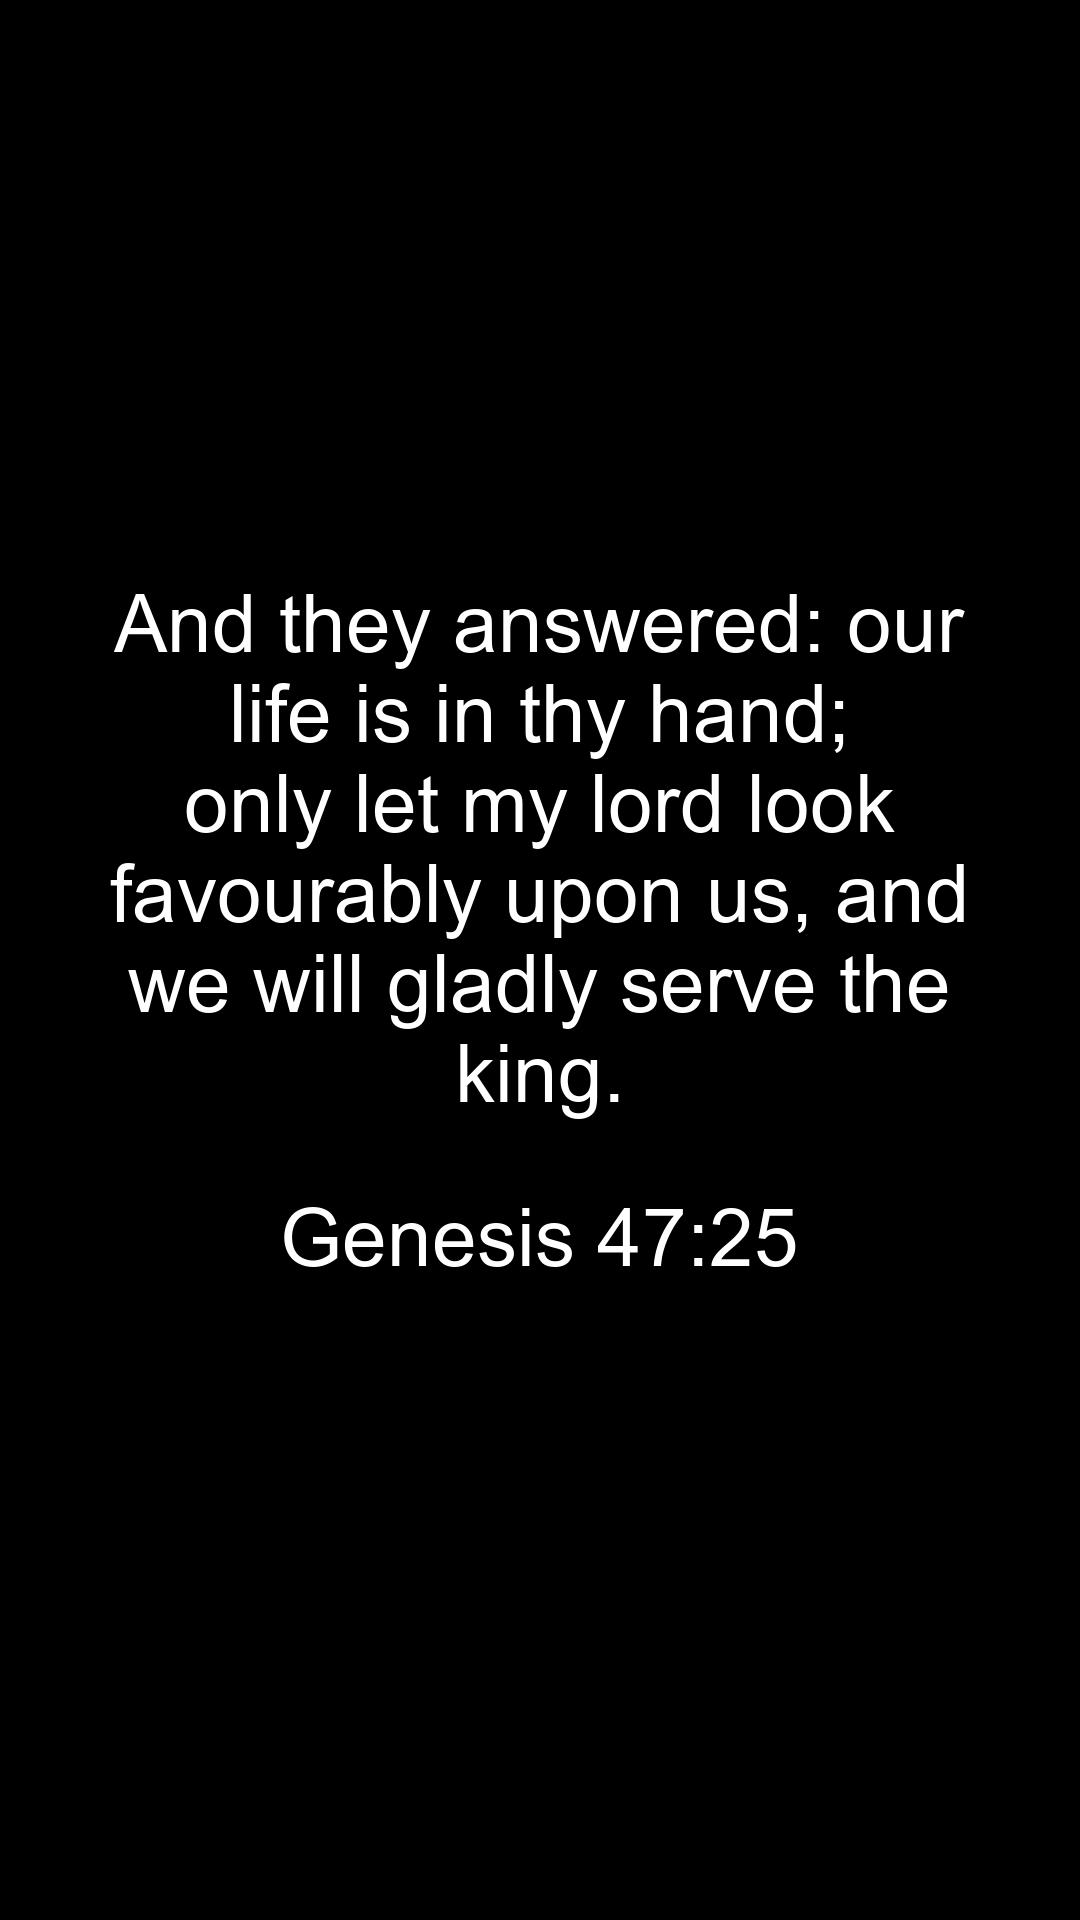 And they answered: our
life is in thy hand;
only let my lord look
favourably upon us, and
we will gladly serve the
king.
Genesis 47:25